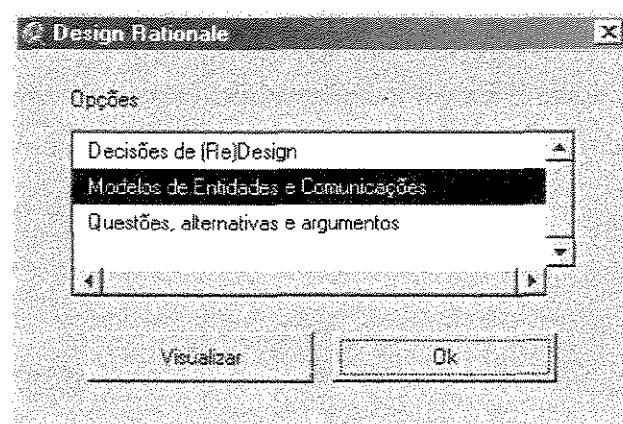 Design Rationale
Opções
Decisões de (Re)Design
Modelos de Entidades e Comunicações
Questões, alternativas e argumentos
Visualizar
Ok